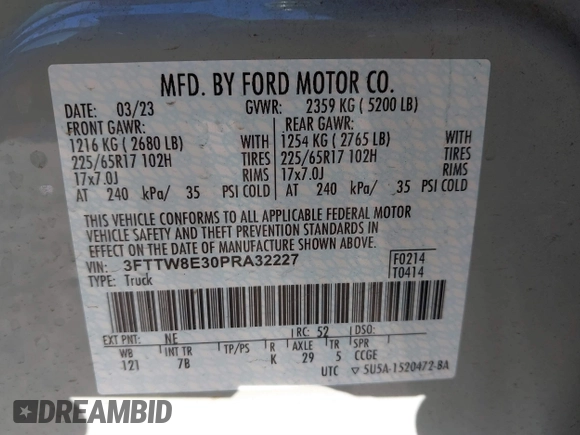 MFD. BY FORD MOTOR CO.
DATE: 03/23 GVWR: 2359 KG ( 5200 LB)
FRONT GAWR: REAR GAWR:
1216 KG ( 2680 LB) WITH 1254 KG ( 2765 LB) WITH
225/65R17 102H TIRES 225/65R17 102H TIRES
17x7.0J RIMS 17x7.0J RIMS
AT 240 kPa/ 35 PSI COLD AT 240 kPa/ 35 PSI COLD
THIS VEHICLE CONFORMS TO ALL APPLICABLE FEDERAL MOTOR
VEHICLE SAFETY AND THEFT PREVENTION STANDARDS
IN EFFECT ON THE DATE OF MANUFACTURE SHOWN ABOVE.
VIN: 3FTTW8E30PRA32227 F0214
TYPE: Truck T0414
EXT PNT: NE RC: 52 DSO:
WB INT TR TP/PS R AXLE TR SPR
121 7B K 29 5 CCGE
UTC ▽ 5U5A-1520472-BA
DREAMBID